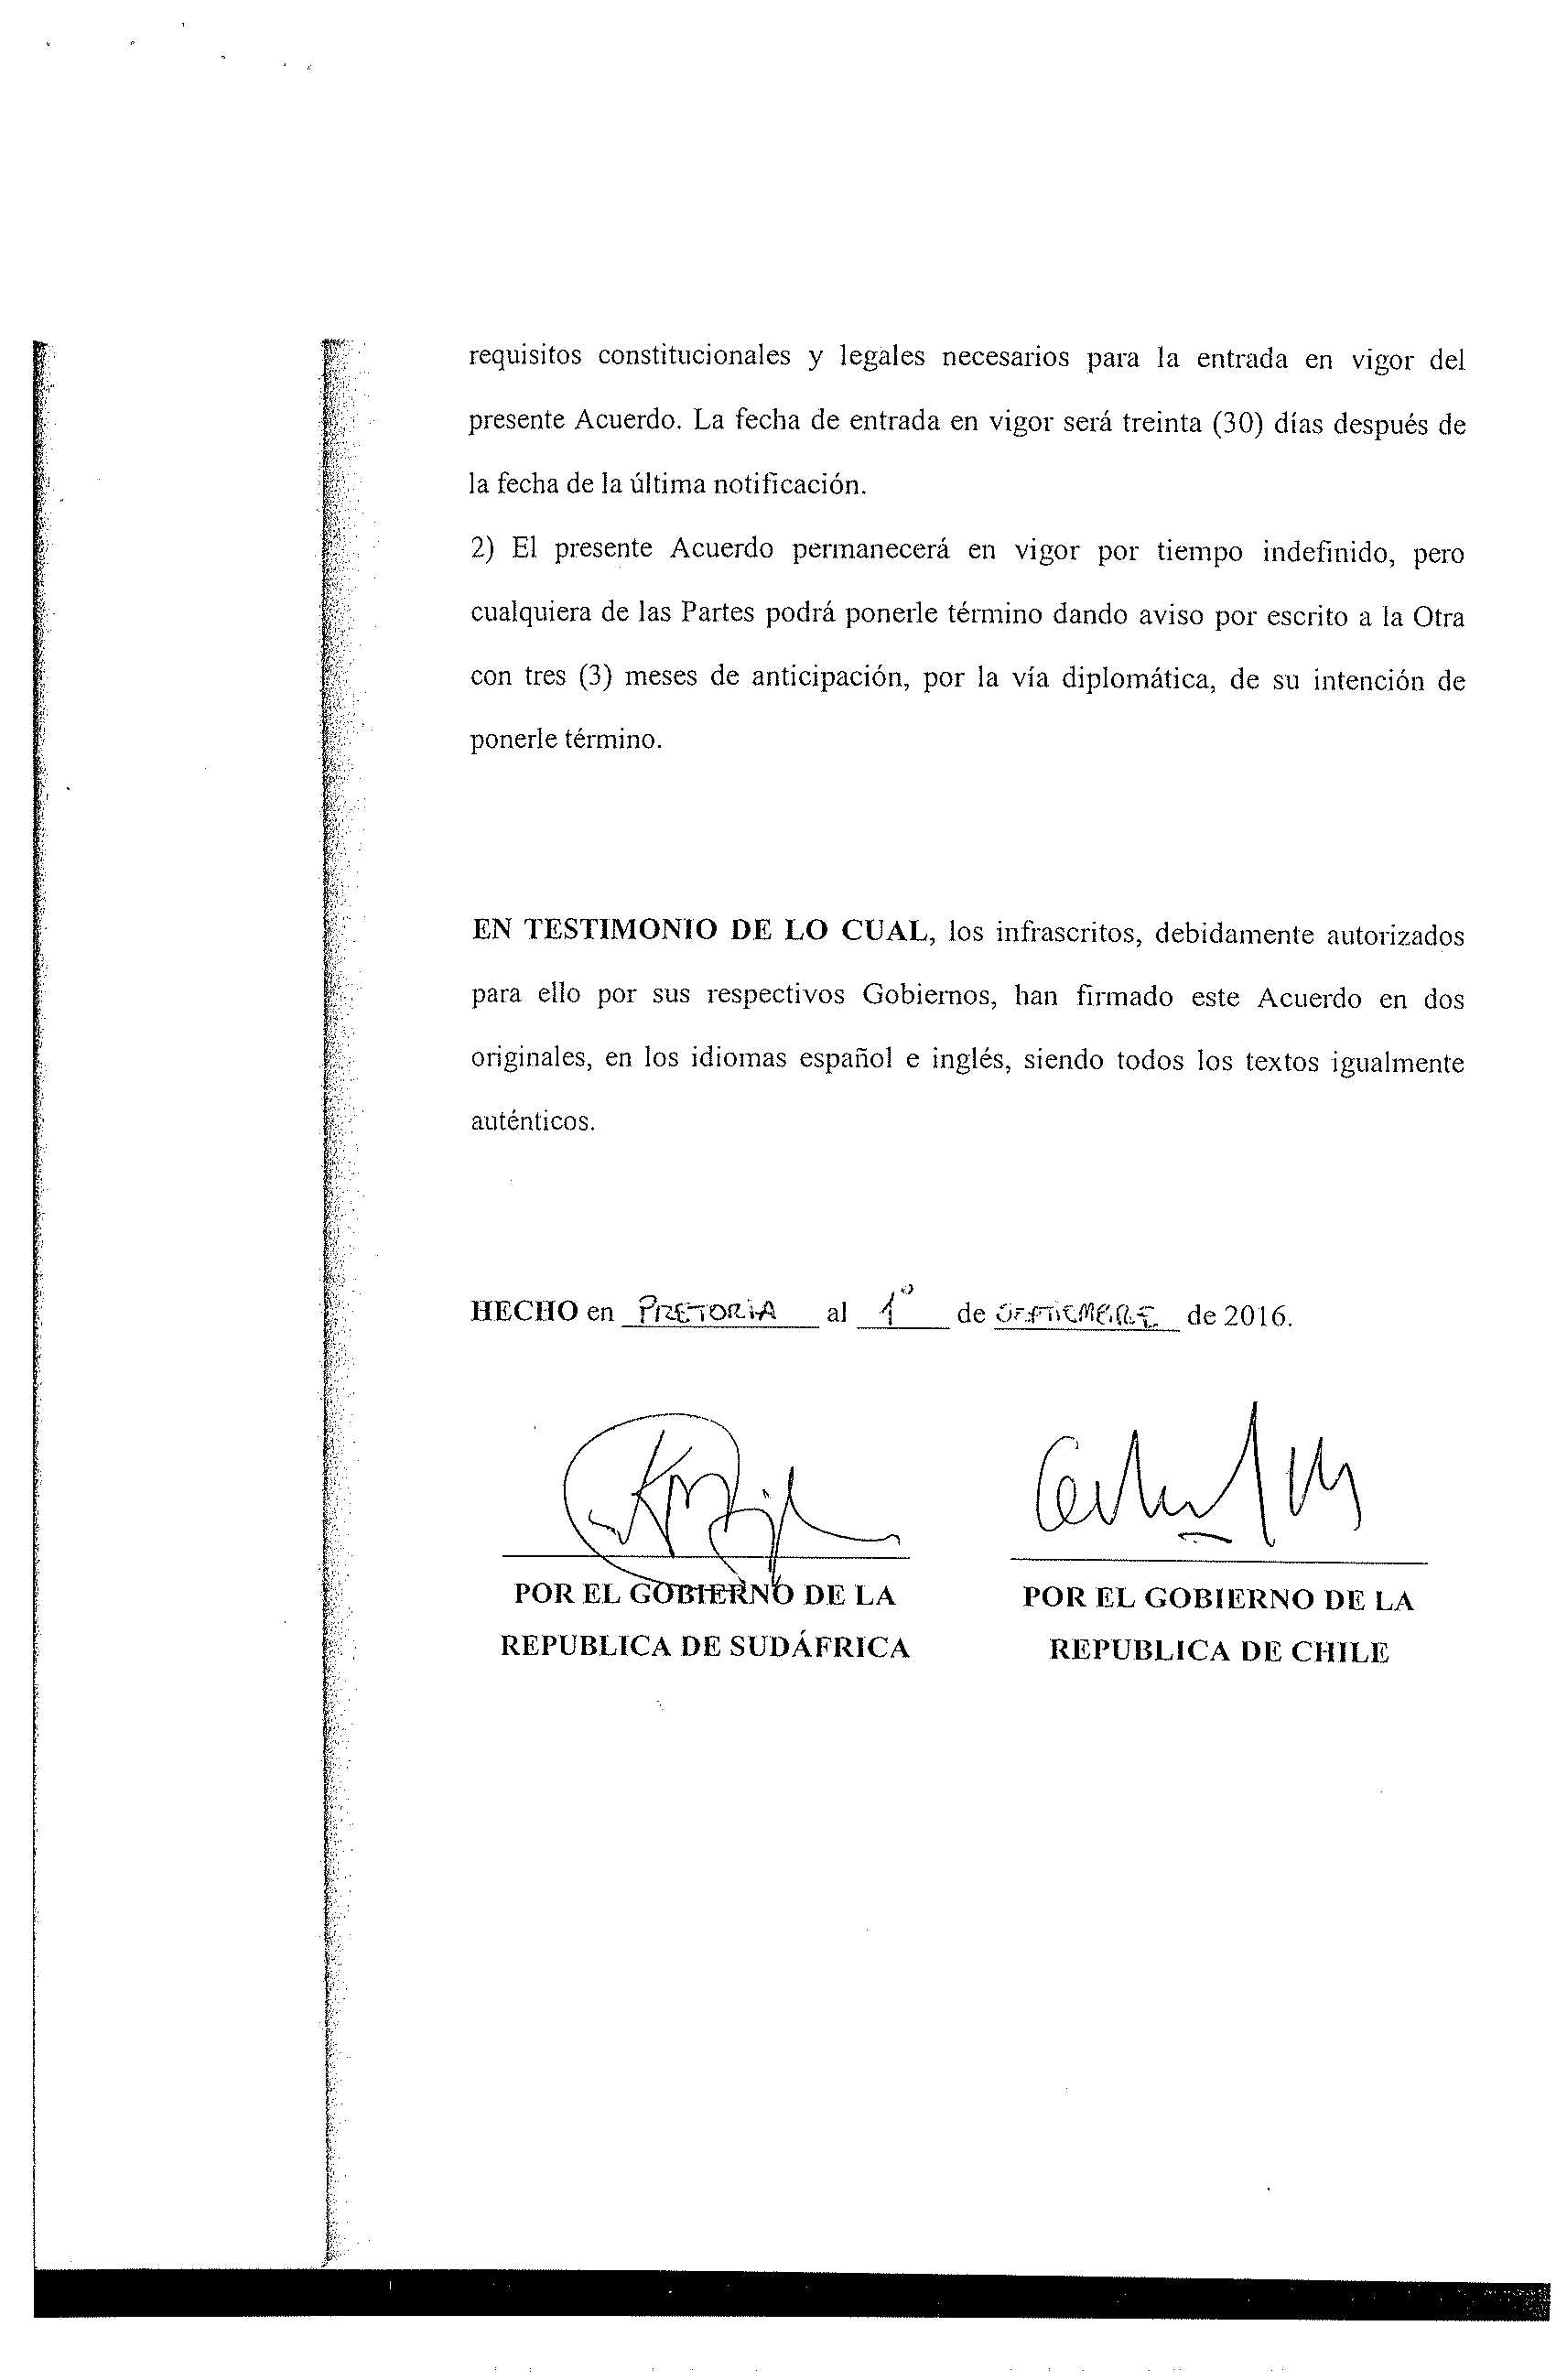 requisitos constitucionales y legales necesarios para la entrada en vigor del
presente Acuerdo. La fecha de entrada en vigor será treinta (30) días después de
la fecha de la última notificación.
2) El presente Acuerdo permanecerá en vigor por tiempo indefinido, pero
cualquiera de las Partes podrá ponerle término dando aviso por escrito a la Otra
con tres (3) meses de anticipación, por la vía diplomática, de su intención de
ponerle término.
EN TESTIMONIO DE LO CUAL, los infrascritos, debidamente autorizados
para ello por sus respectivos Gobiernos, han firmado este Acuerdo en dos
originales, en los idiomas español e inglés, siendo todos los textos igualmente
auténticos.
HECHO en PRETORIA al 1º de de 2016.
POR EL GOBIERNO DE LA
REPUBLICA DE SUDÁFRICA
POR EL GOBIERNO DE LA
REPUBLICA DE CHILE